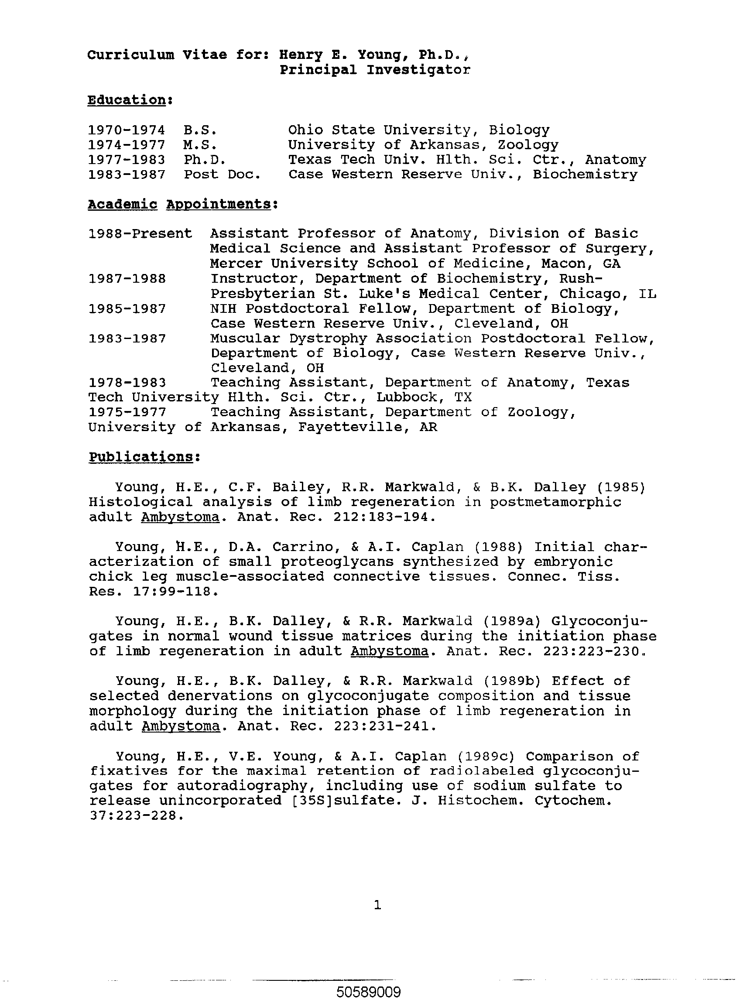 Curriculum Vitae for: Henry E. Young, Ph.D.,
Principal Investigator
Education:
1970-1974 B.S. Ohio State University, Biology
1974-1977 M.S. University of Arkansas, Zoology
1977-1983 Ph.D. Texas Tech Univ. Hlth. Sci. Ctr., Anatomy
1983-1987 Post Doc. Case Western Reserve Univ., Biochemistry
Academic Appointments:
1988-Present Assistant Professor of Anatomy, Division of Basic
Medical Science and Assistant Professor of Surgery,
Mercer University School of Medicine, Macon, GA
1987-1988 Instructor, Department of Biochemistry, Rush-
Presbyterian St. Luke's Medical Center, Chicago, IL
1985-1987 NIH Postdoctoral Fellow, Department of Biology,
Case Western Reserve Univ., Cleveland, OH
1983-1987 Muscular Dystrophy Association Postdoctoral Fellow,
Department of Biology, Case Western Reserve Univ.,
Cleveland, OH
1978-1983 Teaching Assistant, Department of Anatomy, Texas
Tech University Hlth. Sci. Ctr., Lubbock, TX
1975-1977 Teaching Assistant, Department of Zoology,
University of Arkansas, Fayetteville, AR
Publications:
Young, H.E., C.F. Bailey, R.R. Markwald, & B.K. Dalley (1985)
Histological analysis of limb regeneration in postmetamorphic
adult Ambystoma. Anat. Rec. 212:183-194.
Young, H.E., D.A. Carrino, & A.I. Caplan (1988) Initial char-
acterization of small proteoglycans synthesized by embryonic
chick leg muscle-associated connective tissues. Connec. Tiss.
Res. 17:99-118.
Young, H.E., B.K. Dalley, & R.R. Markwald (1989a) Glycoconju-
gates in normal wound tissue matrices during the initiation phase
of limb regeneration in adult Ambystoma. Anat. Rec. 223:223-230.
Young, H.E., B.K. Dalley, & R.R. Markwald (1989b) Effect of
selected denervations on glycoconjugate composition and tissue
morphology during the initiation phase of limb regeneration in
adult Ambystoma. Anat. Rec. 223:231-241.
Young, H.E., V.E. Young, & A.I. Caplan (1989c) Comparison of
fixatives for the maximal retention of radiolabeled glycoconju-
gates for autoradiography, including use of sodium sulfate to
release unincorporated [35S]sulfate. J. Histochem. Cytochem.
37:223-228.
1
50589009